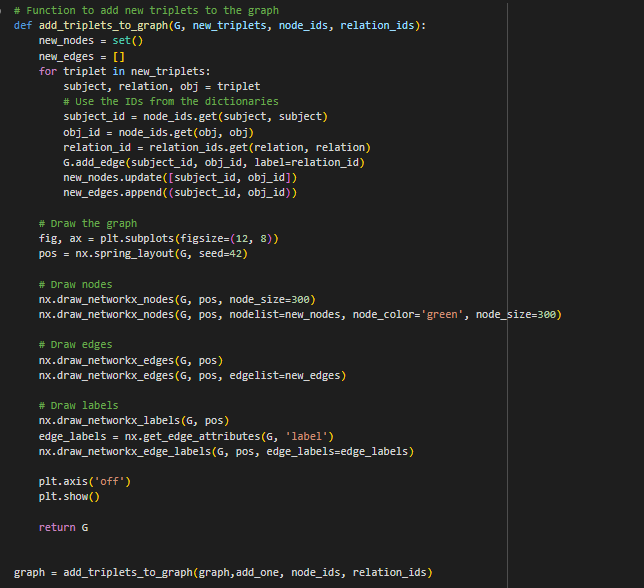 # Function to add new triplets to the graph
def add_triplets_to_graph(G, new_triplets, node_ids, relation_ids):
    new_nodes = set()
    new_edges = []
    for triplet in new_triplets:
        subject, relation, obj = triplet
        # Use the IDs from the dictionaries
        subject_id = node_ids.get(subject, subject)
        obj_id = node_ids.get(obj, obj)
        relation_id = relation_ids.get(relation, relation)
        G.add_edge(subject_id, obj_id, label=relation_id)
        new_nodes.update([subject_id, obj_id])
        new_edges.append((subject_id, obj_id))

    # Draw the graph
    fig, ax = plt.subplots(figsize=(12, 8))
    pos = nx.spring_layout(G, seed=42)

    # Draw nodes
    nx.draw_networkx_nodes(G, pos, node_size=300)
    nx.draw_networkx_nodes(G, pos, nodelist=new_nodes, node_color='green', node_size=300)

    # Draw edges
    nx.draw_networkx_edges(G, pos)
    nx.draw_networkx_edges(G, pos, edgelist=new_edges)

    # Draw labels
    nx.draw_networkx_labels(G, pos)
    edge_labels = nx.get_edge_attributes(G, 'label')
    nx.draw_networkx_edge_labels(G, pos, edge_labels=edge_labels)

    plt.axis('off')
    plt.show()

    return G


graph = add_triplets_to_graph(graph,add_one, node_ids, relation_ids)